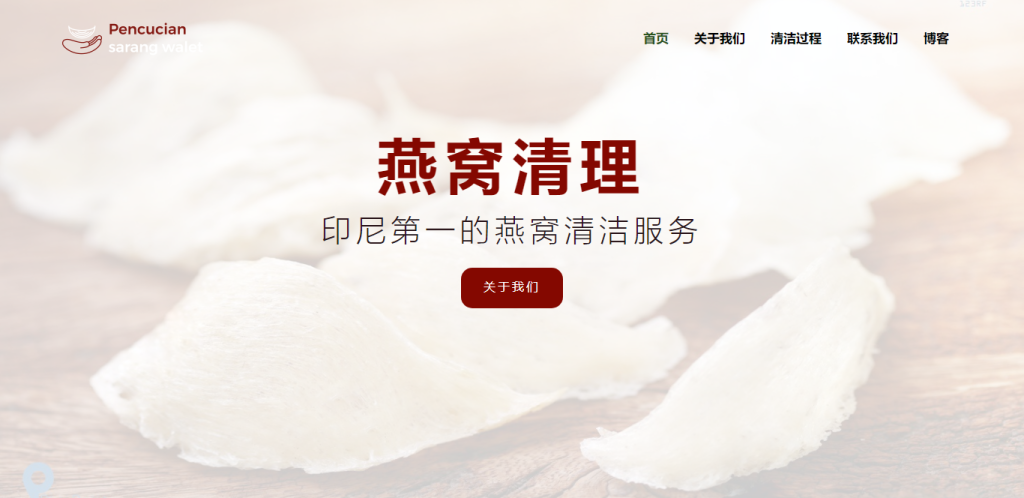 Pencucian
sarang walet
首页 关于我们 清洁过程 联系我们 博客
燕窝清理
印尼第一的燕窝清洁服务
关于我们